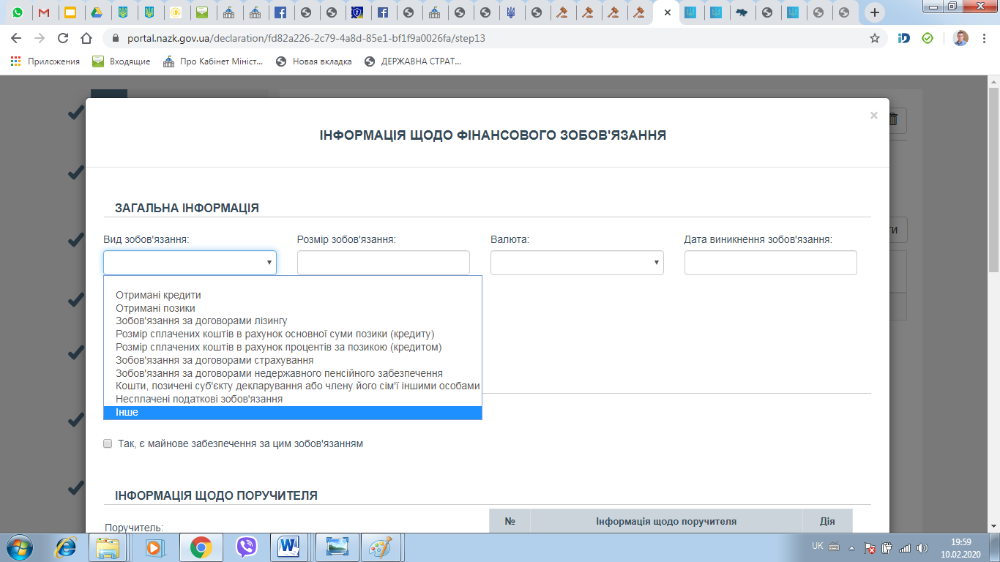 portal.nazk.gov.ua/declaration/fd82a226-2c79-4a8d-85e1-bf1f9a0026fa/step13
Приложения Входящие Про Кабінет Мініст... Новая вкладка ДЕРЖАВНА СТРАТ...
ІНФОРМАЦІЯ ЩОДО ФІНАНСОВОГО ЗОБОВ'ЯЗАННЯ
ЗАГАЛЬНА ІНФОРМАЦІЯ
Вид зобов'язання: Розмір зобов'язання: Валюта: Дата виникнення зобов'язання:
Отримані кредити
Отримані позики
Зобов'язання за договорами лізингу
Розмір сплачених коштів в рахунок основної суми позики (кредиту)
Розмір сплачених коштів в рахунок процентів за позикою (кредитом)
Зобов'язання за договорами страхування
Зобов'язання за договорами недержавного пенсійного забезпечення
Кошти, позичені суб'єкту декларування або члену його сім'ї іншими особами
Несплачені податкові зобов'язання
Інше
Так, є майнове забезпечення за цим зобов'язанням
ІНФОРМАЦІЯ ЩОДО ПОРУЧИТЕЛЯ
№ Інформація щодо поручителя Дія
Поручитель:
UK 19:59
10.02.2020